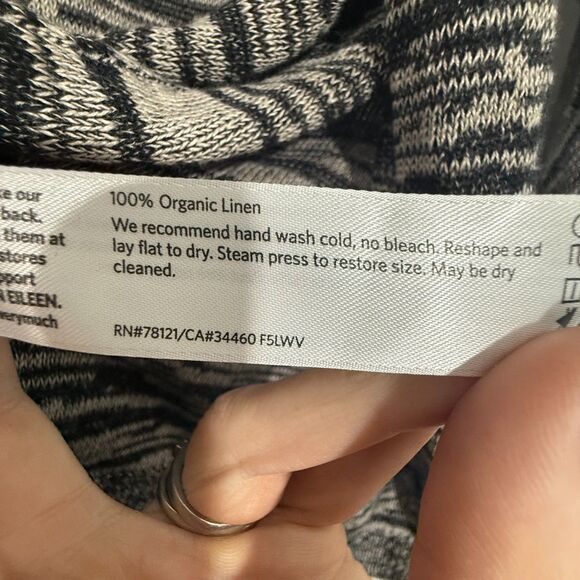 ke our
back.
them at
stores
pport
N EILEEN.
verymuch
100% Organic Linen
We recommend hand wash cold, no bleach. Reshape and
lay flat to dry. Steam press to restore size. May be dry
cleaned.
RN#78121/CA#34460 F5LWV